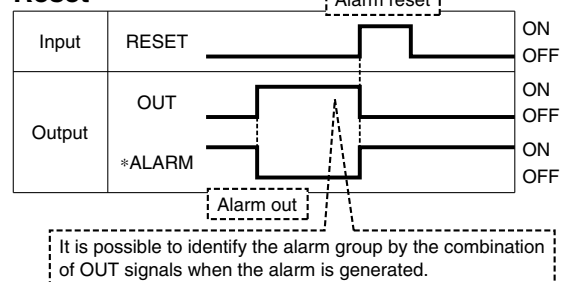 Reset
Alarm reset
Input RESET ON
OFF
Output OUT ON
OFF
∗ALARM ON
OFF
Alarm out
It is possible to identify the alarm group by the combination
of OUT signals when the alarm is generated.